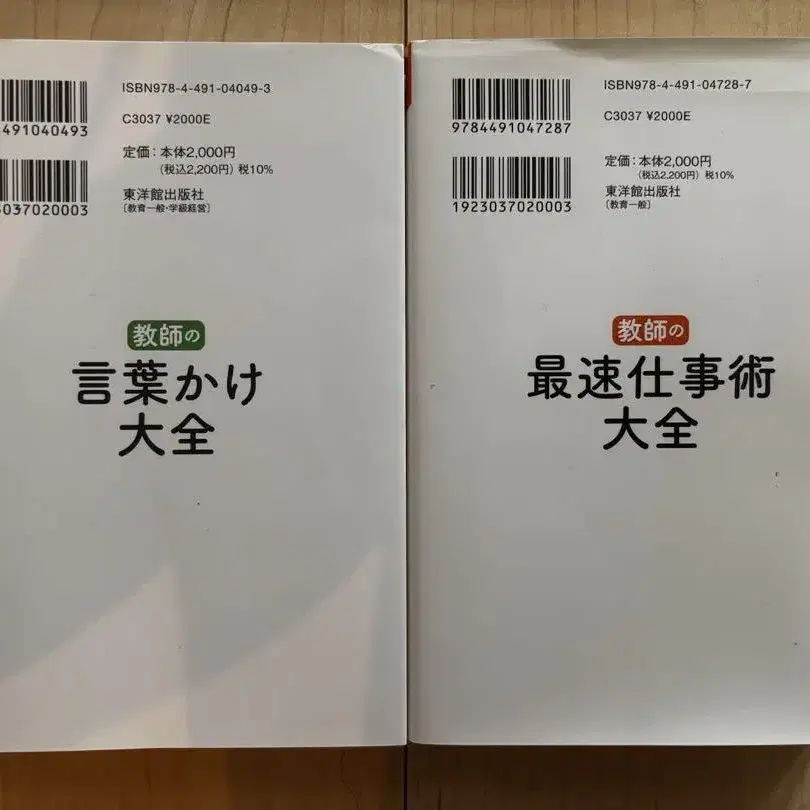 ISBN978-4-491-04049-3
C3037 ¥2000E
491040493
定価:本体2,000円
(税込2,200円)税10%
3037020003
東洋館出版社
[教育一般・学級経営]
教師の
言葉かけ
大全
ISBN978-4-491-04728-7
C3037 ¥2000E
9784491047287
定価:本体2,000円
(税込2,200円)税10%
1923037020003
東洋館出版社
[教育一般]
教師の
最速仕事術
大全